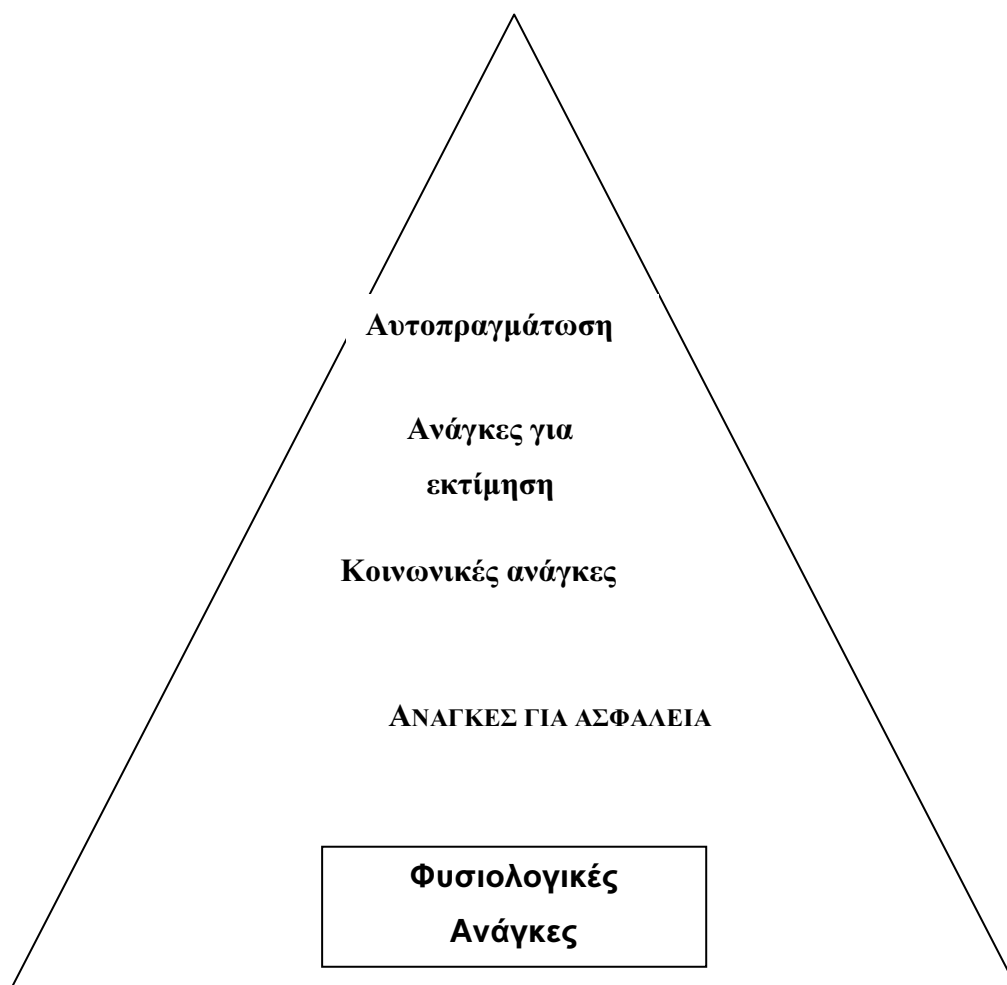 Αυτοπραγμάτωση
Ανάγκες για
εκτίμηση
Κοινωνικές ανάγκες
ΑΝΑΓΚΕΣ ΓΙΑ ΑΣΦΑΛΕΙΑ
Φυσιολογικές
Ανάγκες